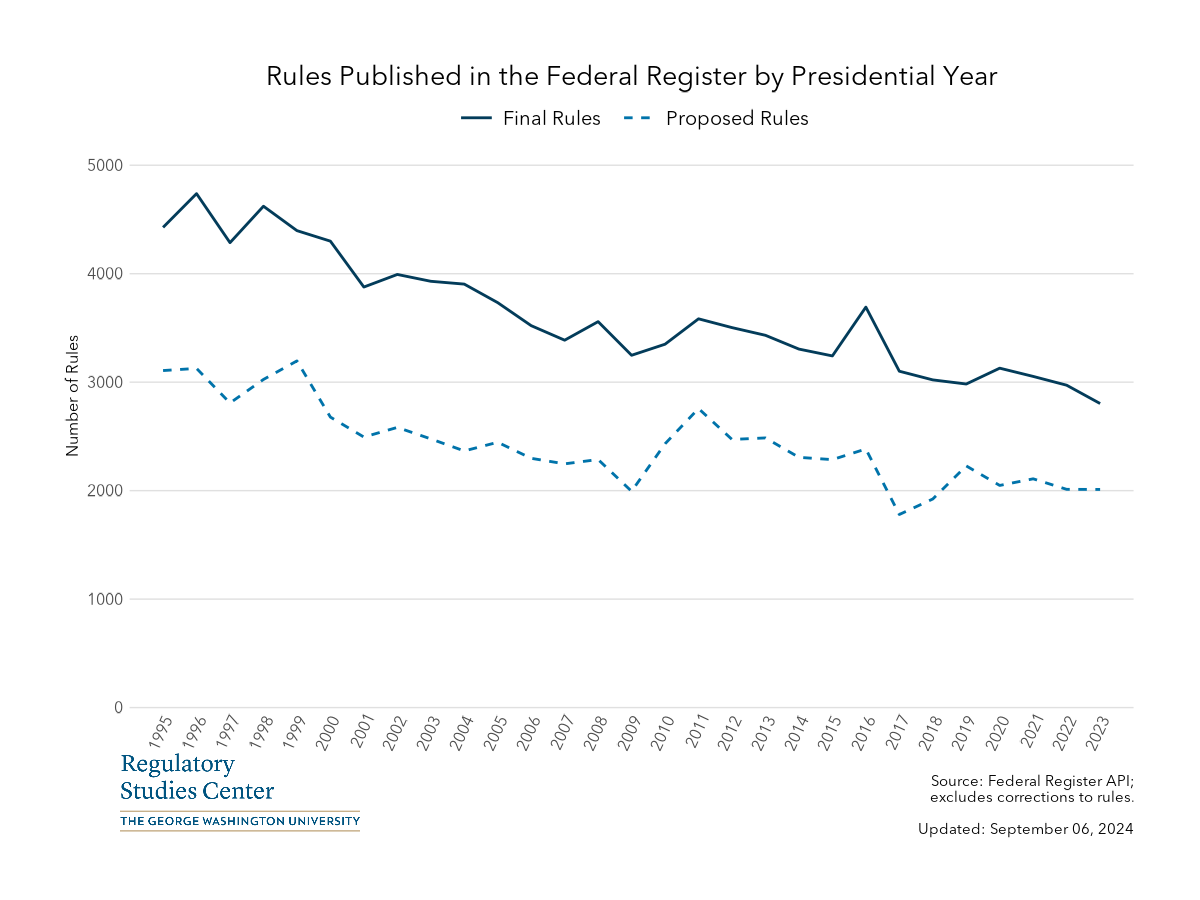 Rules Published in the Federal Register by Presidential Year
Final Rules Proposed Rules
Number of Rules
5000
4000
3000
2000
1000
0
1995 1996 1997 1998 1999 2000 2001 2002 2003 2004 2005 2006 2007 2008 2009 2010 2011 2012 2013 2014 2015 2016 2017 2018 2019 2020 2021 2022 2023
Regulatory
Studies Center
THE GEORGE WASHINGTON UNIVERSITY
Source: Federal Register API;
excludes corrections to rules.
Updated: September 06, 2024